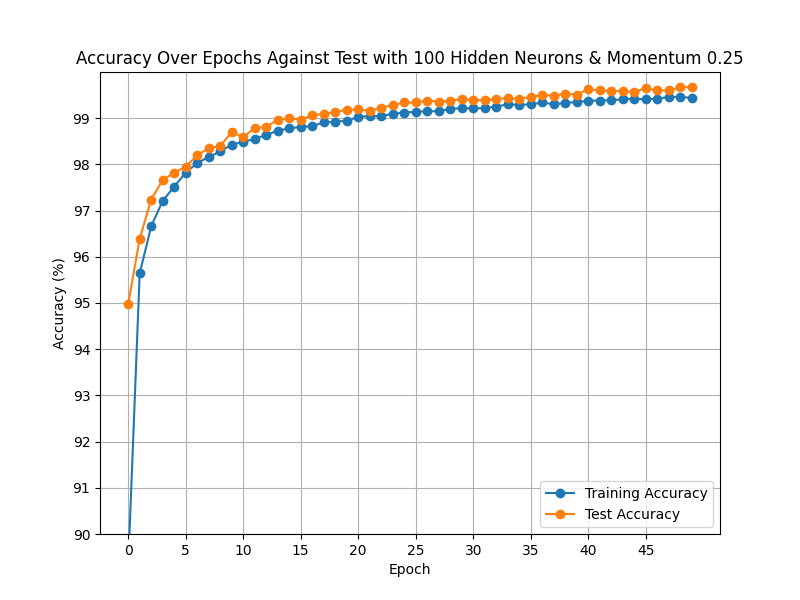 Accuracy Over Epochs Against Test with 100 Hidden Neurons & Momentum 0.25
Accuracy (%)
99
98
97
96
95
94
93
92
91
90
0 5 10 15 20 25 30 35 40 45
Epoch
Training Accuracy
Test Accuracy